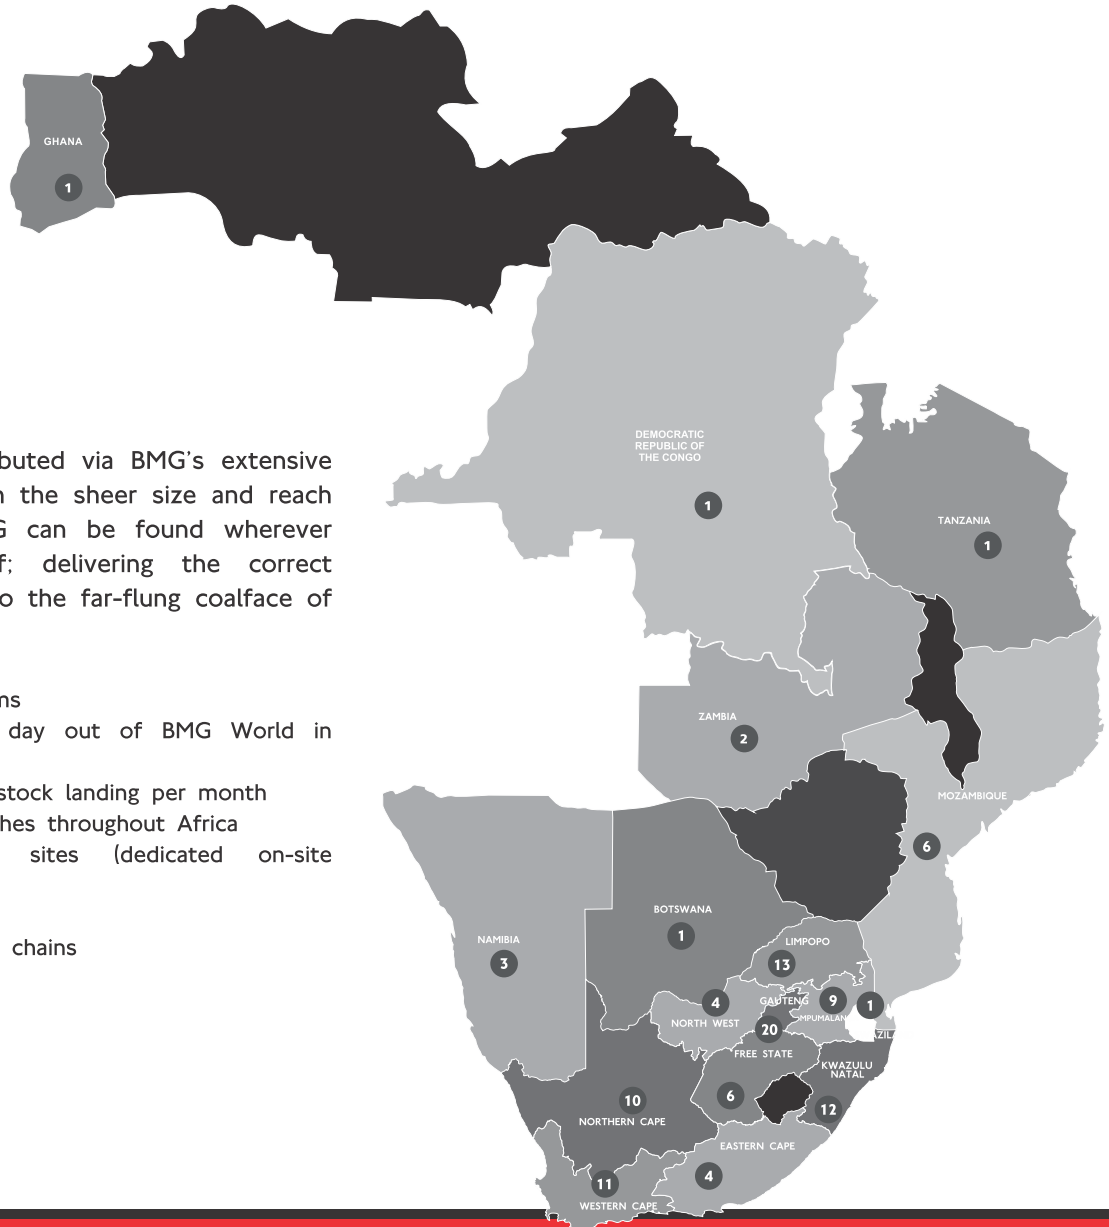 GHANA
1
buted via BMG's extensive
n the sheer size and reach
G can be found wherever
f; delivering the correct
o the far-flung coalface of
ns
day out of BMG World in
stock landing per month
hes throughout Africa
sites (dedicated on-site
chains
DEMOCRATIC
REPUBLIC OF
THE CONGO
1
TANZANIA
1
ZAMBIA
2
MOZAMBIQUE
6
BOTSWANA
1
NAMIBIA
3
LIMPOPO
13
4
NORTH WEST
GAUTENG
20
9
MPUMALAN
1
AZILA
FREE STATE
6
KWAZULU
NATAL
12
10
NORTHERN CAPE
EASTERN CAPE
4
11
WESTERN CAPE